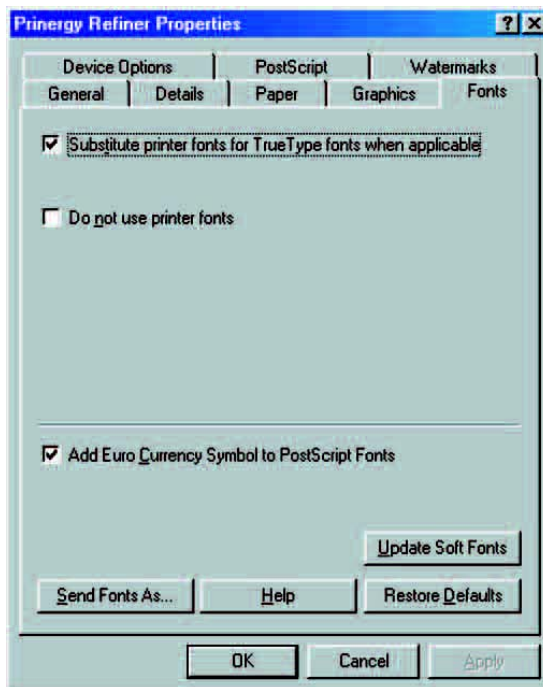 Prinergy Refiner Properties
Device Options PostScript Watermarks
General Details Paper Graphics Fonts
Substitute printer fonts for TrueType fonts when applicable
Do not use printer fonts
Add Euro Currency Symbol to PostScript Fonts
Update Soft Fonts
Send Fonts As... Help Restore Defaults
OK Cancel Apply